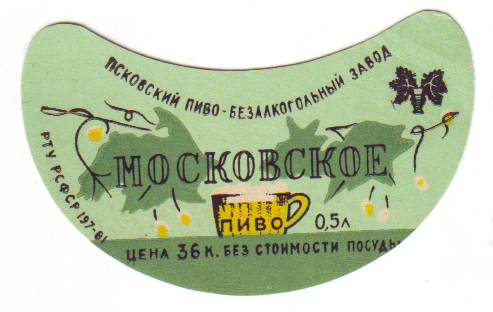 ПСКОВСКИЙ ПИВО-БЕЗАЛКОГОЛЬНЫЙ ЗАВОД
МОСКОВСКОЕ
ПИВО 0,5л
РТУ РСФСР 197-61
ЦЕНА 36 К. БЕЗ СТОИМОСТИ ПОСУДЫ